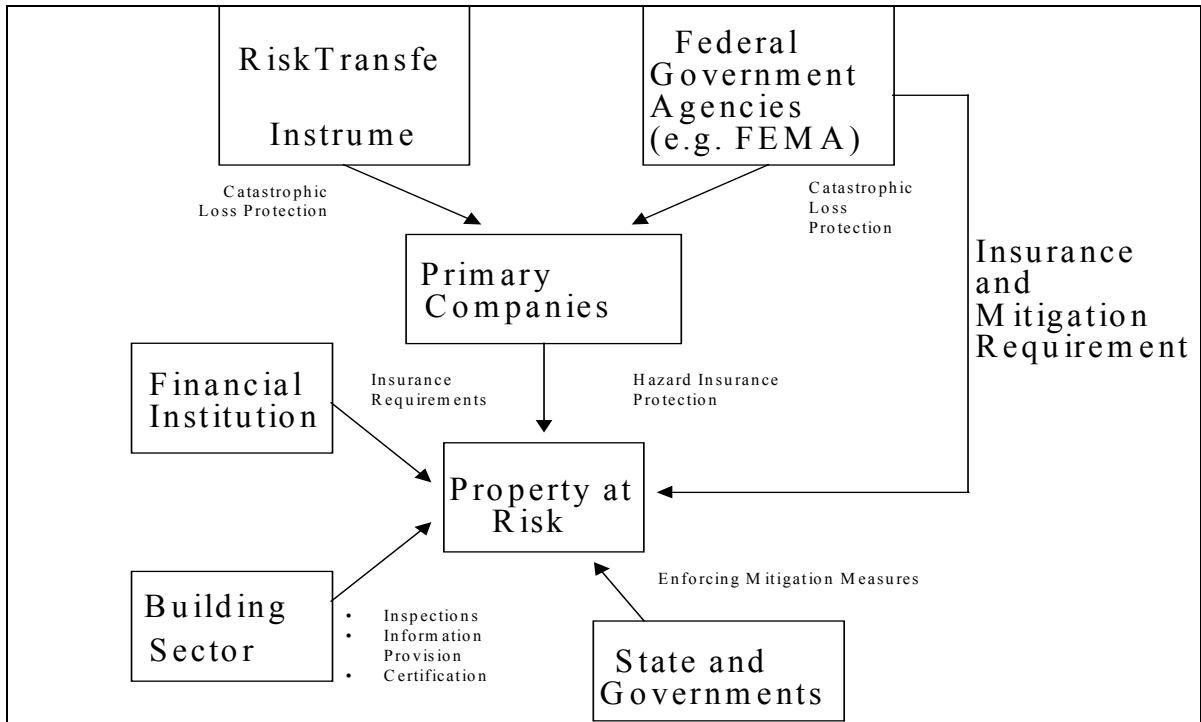 RiskTransfe
Instrume
Federal
Government
Agencies
(e.g. FEMA)
Catastrophic
Loss Protection
Catastrophic
Loss
Protection
Primary
Companies
Insurance
and
Mitigation
Requirement
Financial
Institution
Insurance
Requirements
Hazard Insurance
Protection
Property at
Risk
Building
Sector
• Inspections
• Information
Provision
• Certification
Enforcing Mitigation Measures
State and
Governments